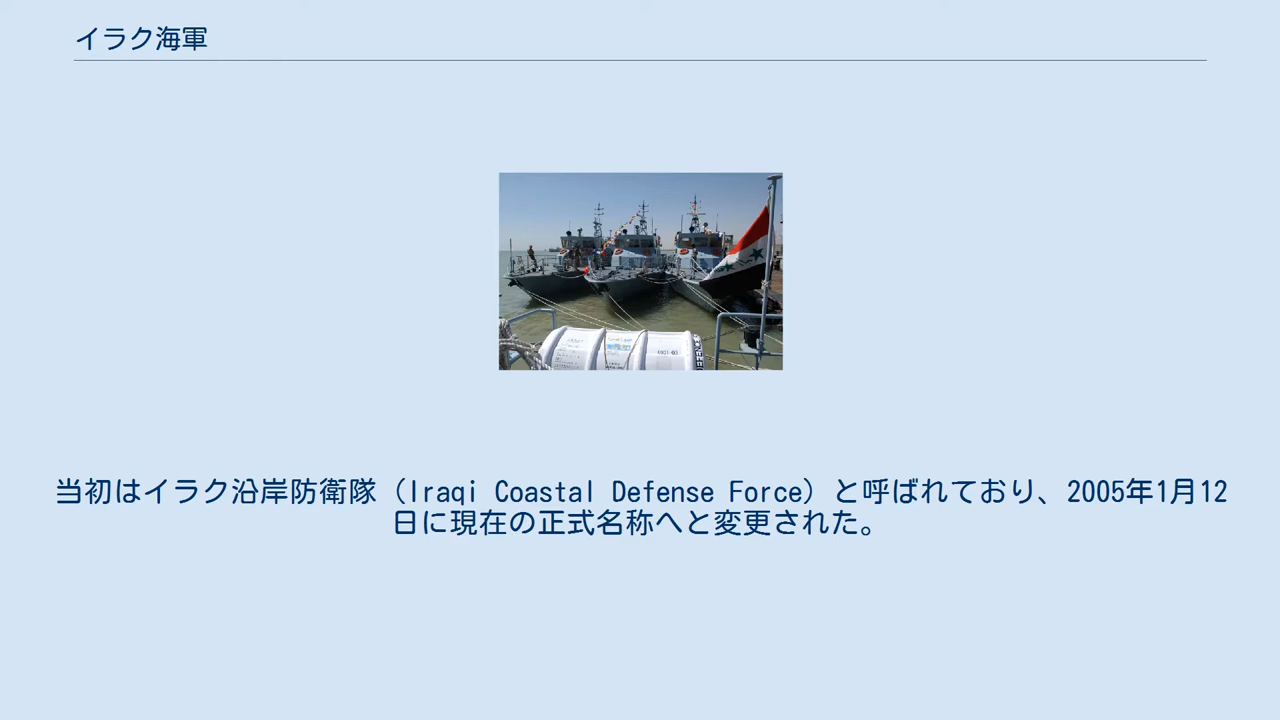 イラク海軍
当初はイラク沿岸防衛隊（Iraqi Coastal Defense Force）と呼ばれており、2005年1月12
日に現在の正式名称へと変更された。